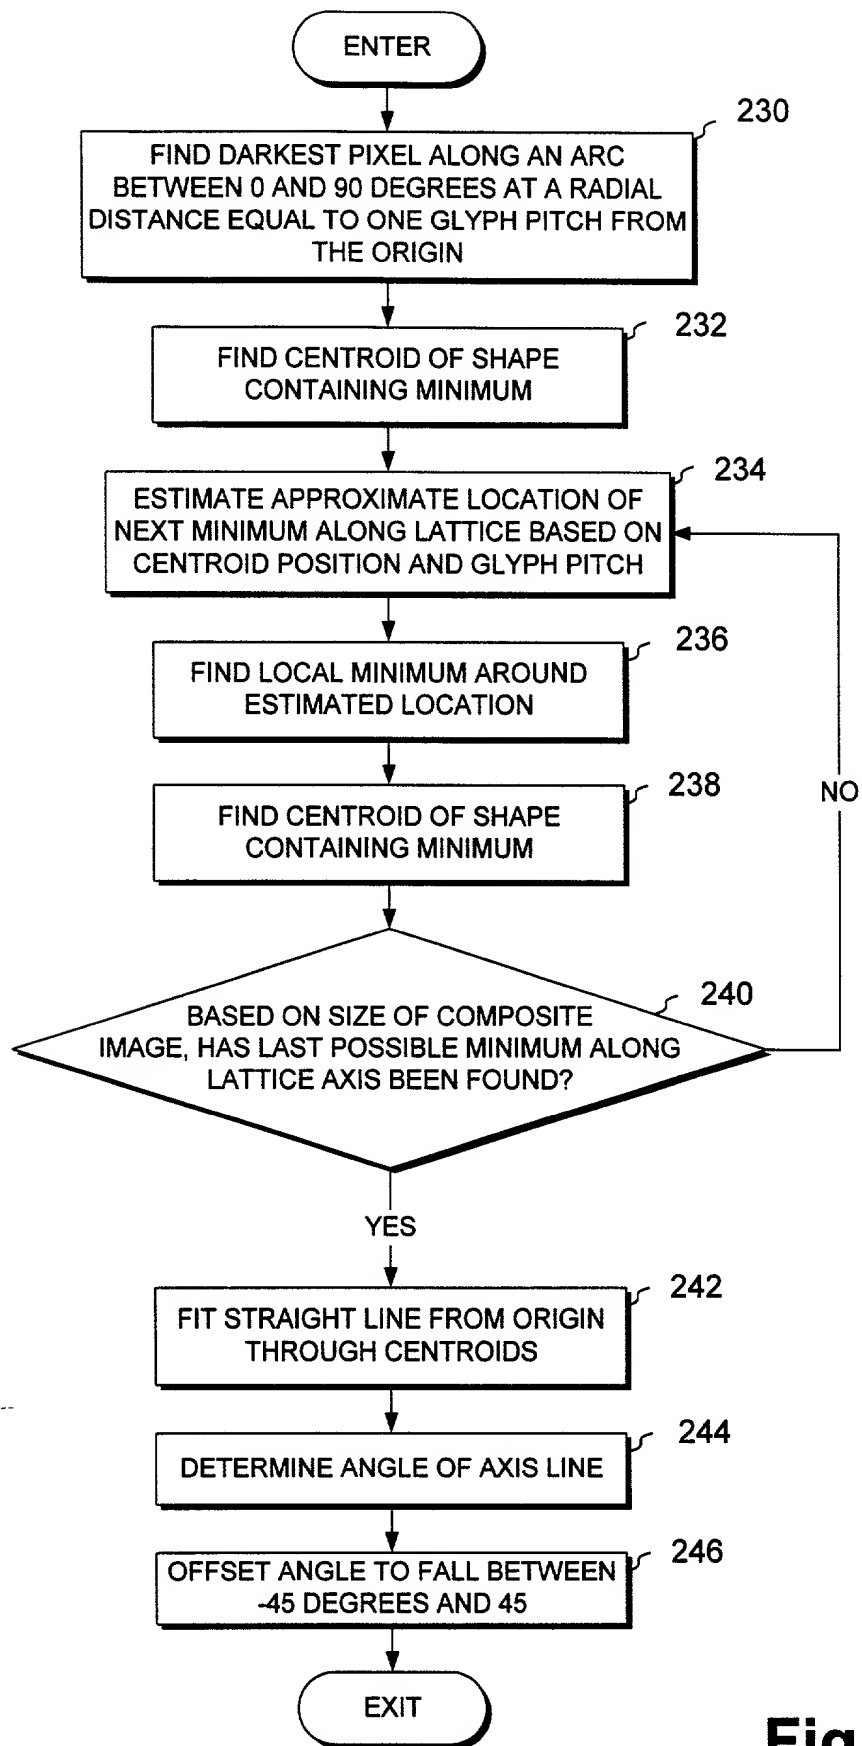 ENTER
230
FIND DARKEST PIXEL ALONG AN ARC
BETWEEN 0 AND 90 DEGREES AT A RADIAL
DISTANCE EQUAL TO ONE GLYPH PITCH FROM
THE ORIGIN
232
FIND CENTROID OF SHAPE
CONTAINING MINIMUM
234
ESTIMATE APPROXIMATE LOCATION OF
NEXT MINIMUM ALONG LATTICE BASED ON
CENTROID POSITION AND GLYPH PITCH
236
FIND LOCAL MINIMUM AROUND
ESTIMATED LOCATION
238
FIND CENTROID OF SHAPE
CONTAINING MINIMUM
NO
240
BASED ON SIZE OF COMPOSITE
IMAGE, HAS LAST POSSIBLE MINIMUM ALONG
LATTICE AXIS BEEN FOUND?
YES
242
FIT STRAIGHT LINE FROM ORIGIN
THROUGH CENTROIDS
244
DETERMINE ANGLE OF AXIS LINE
246
OFFSET ANGLE TO FALL BETWEEN
-45 DEGREES AND 45
EXIT
Fig